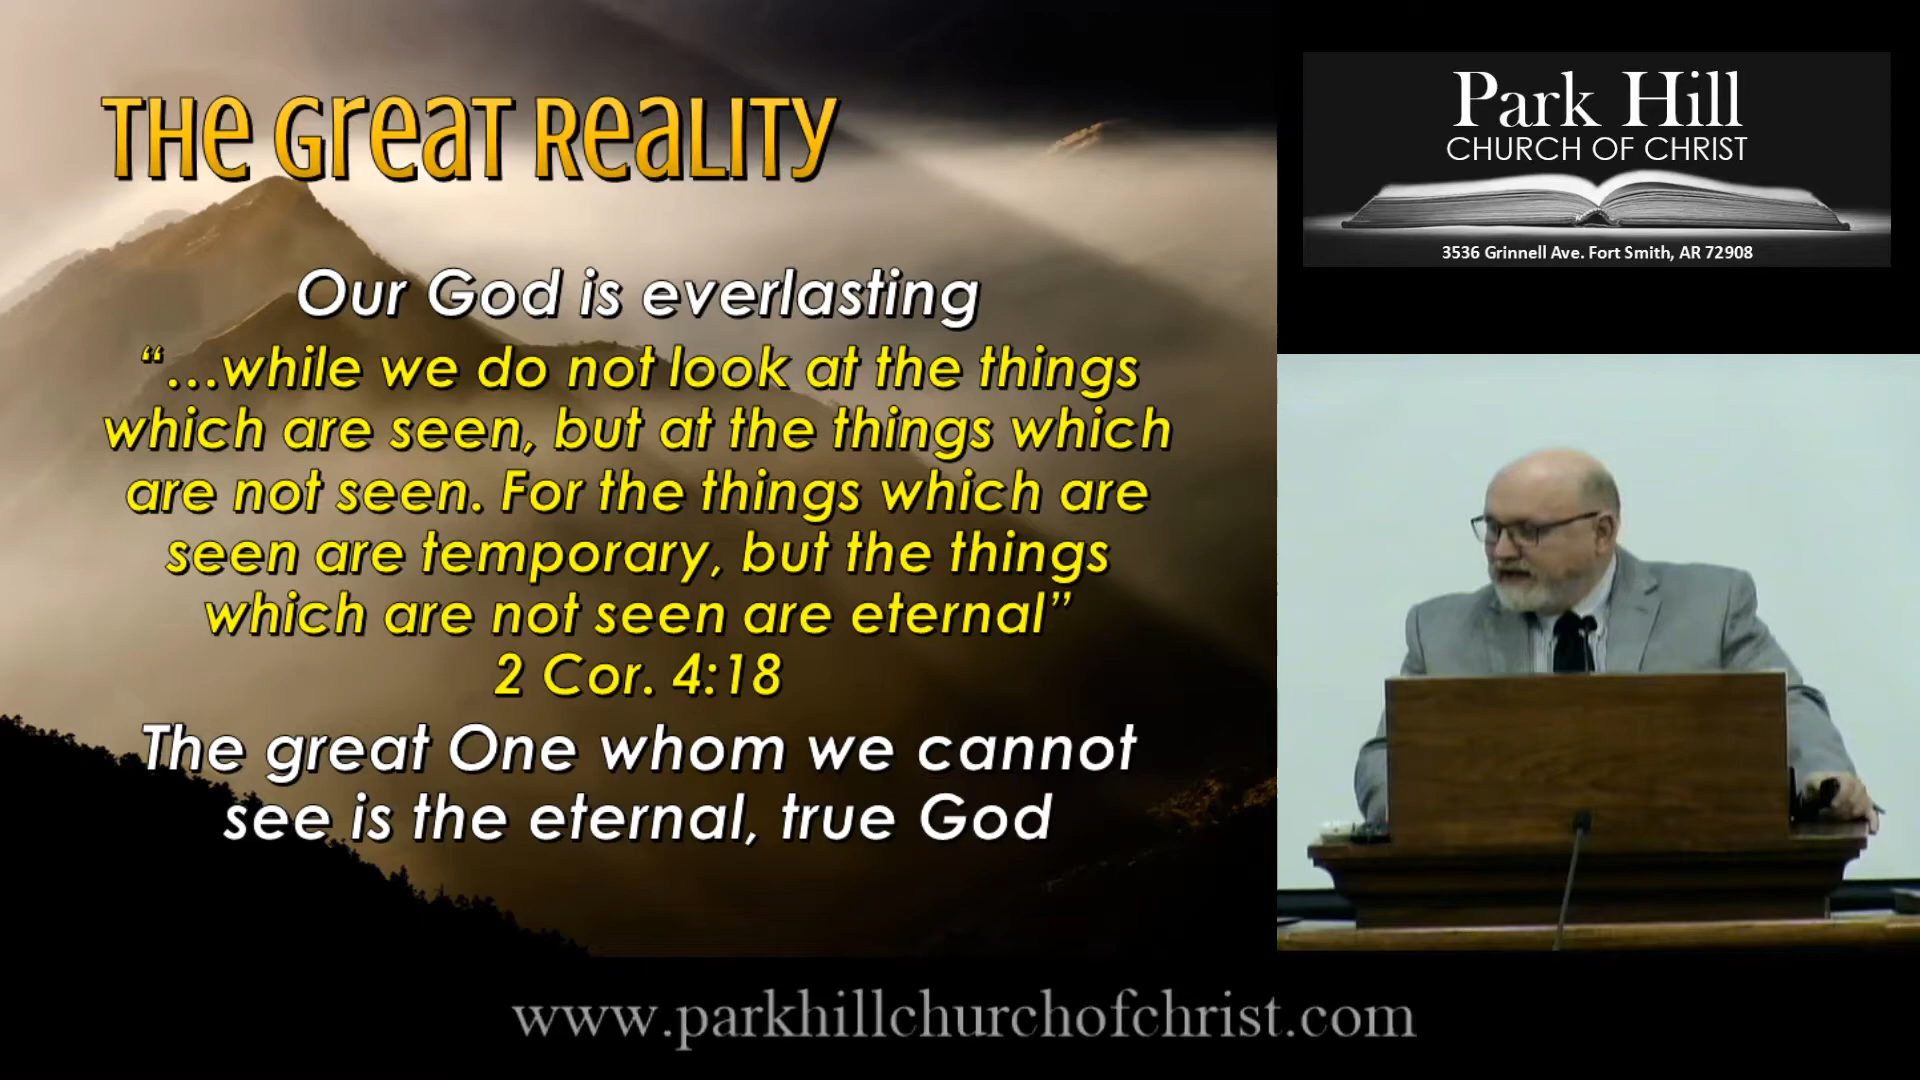 THE GREAT REALITY
Our God is everlasting
“…while we do not look at the things
which are seen, but at the things which
are not seen. For the things which are
seen are temporary, but the things
which are not seen are eternal”
2 Cor. 4:18
The great One whom we cannot
see is the eternal, true God
Park Hill
CHURCH OF CHRIST
3536 Grinnell Ave. Fort Smith, AR 72908
www.parkhillchurchofchrist.com